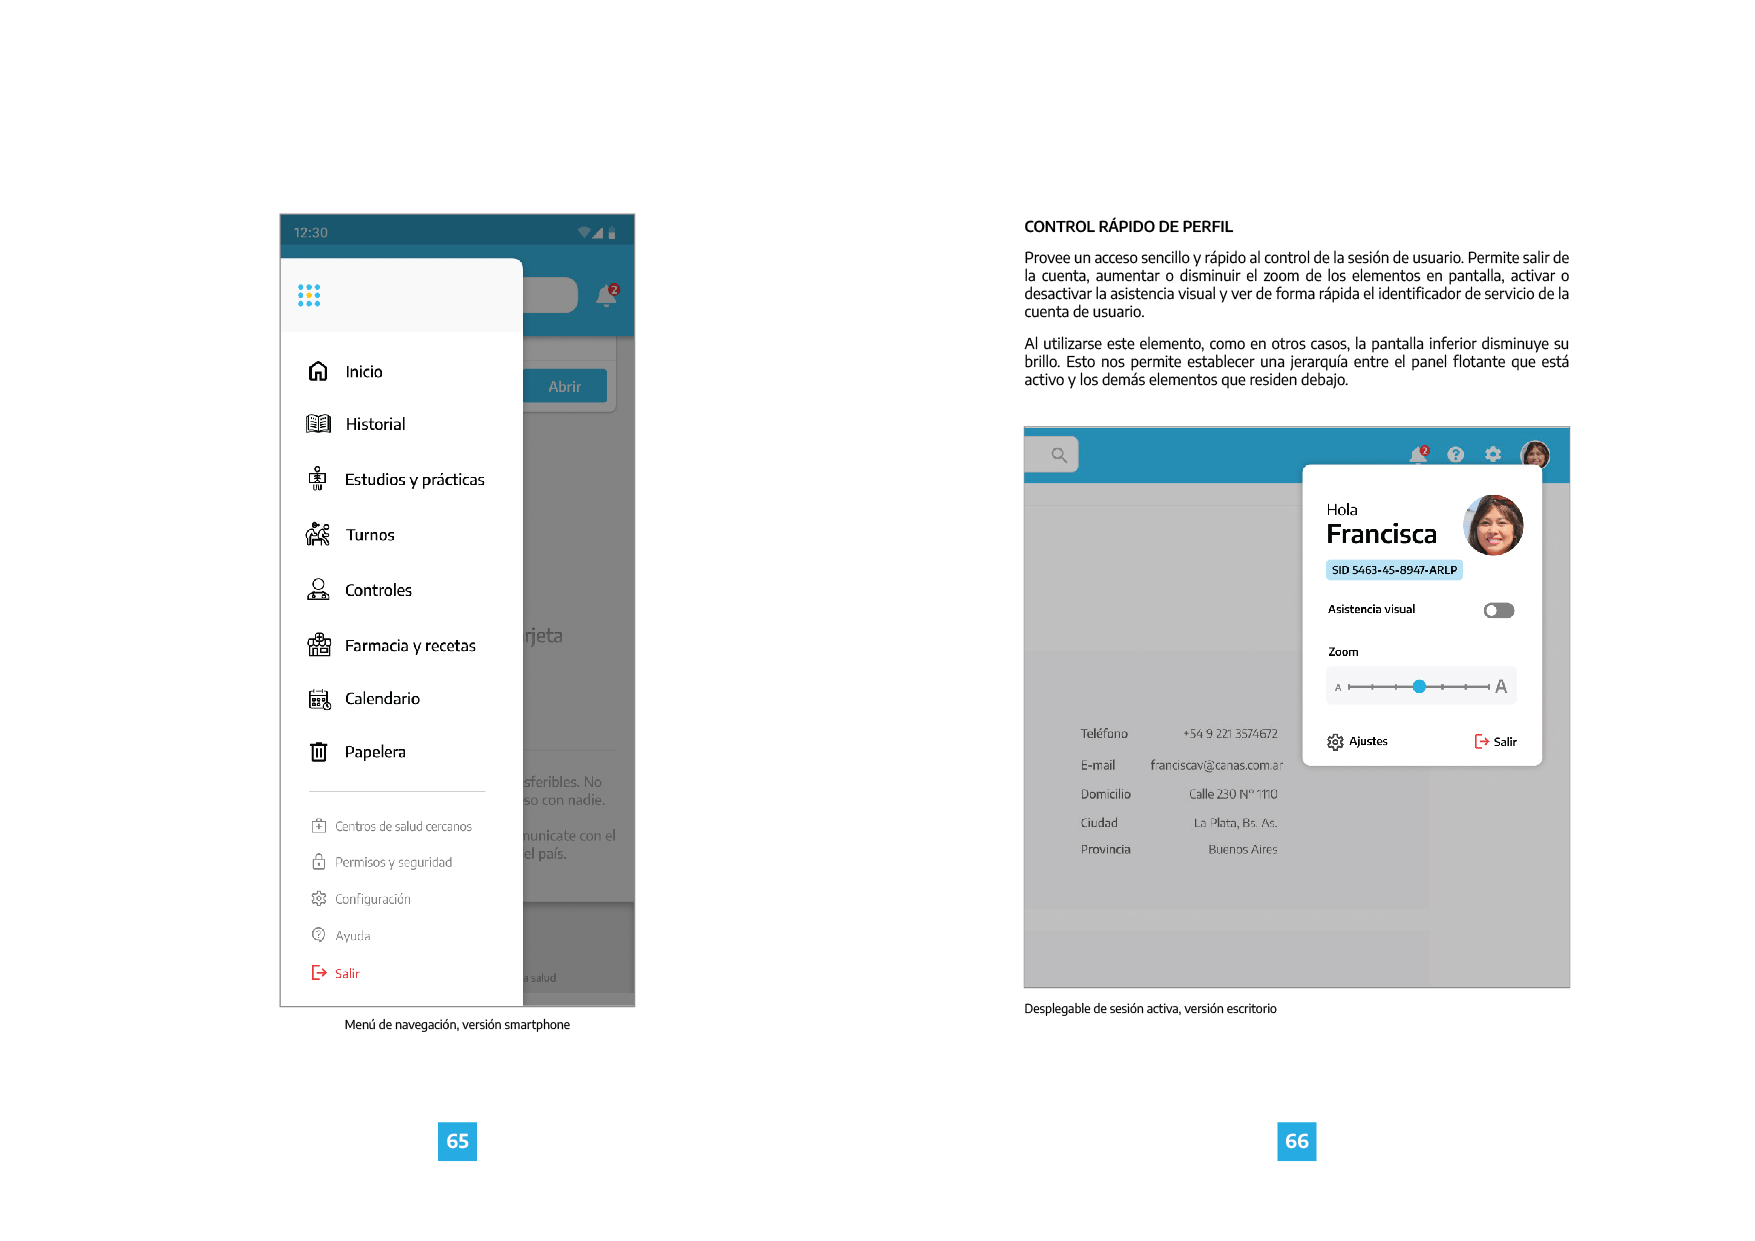 12:30
2
Abrir
Inicio
Historial
Estudios y prácticas
Turnos
Controles
rjeta
Farmacia y recetas
Calendario
Papelera
sferibles. No
so con nadie.
Centros de salud cercanos
municate con el
el país.
Permisos y seguridad
Configuración
Ayuda
Salir
a salud
Menú de navegación, versión smartphone
65
CONTROL RÁPIDO DE PERFIL
Provee un acceso sencillo y rápido al control de la sesión de usuario. Permite salir de
la cuenta, aumentar o disminuir el zoom de los elementos en pantalla, activar o
desactivar la asistencia visual y ver de forma rápida el identificador de servicio de la
cuenta de usuario.
Al utilizarse este elemento, como en otros casos, la pantalla inferior disminuye su
brillo. Esto nos permite establecer una jerarquía entre el panel flotante que está
activo y los demás elementos que residen debajo.
2
Hola
Francisca
SID 5463-45-8947-ARLP
Asistencia visual
Zoom
A A
Ajustes Salir
Teléfono +54 9 221 3574672
E-mail franciscav@canas.com.ar
Domicilio Calle 230 Nº 1110
Ciudad La Plata, Bs. As.
Provincia Buenos Aires
Desplegable de sesión activa, versión escritorio
66